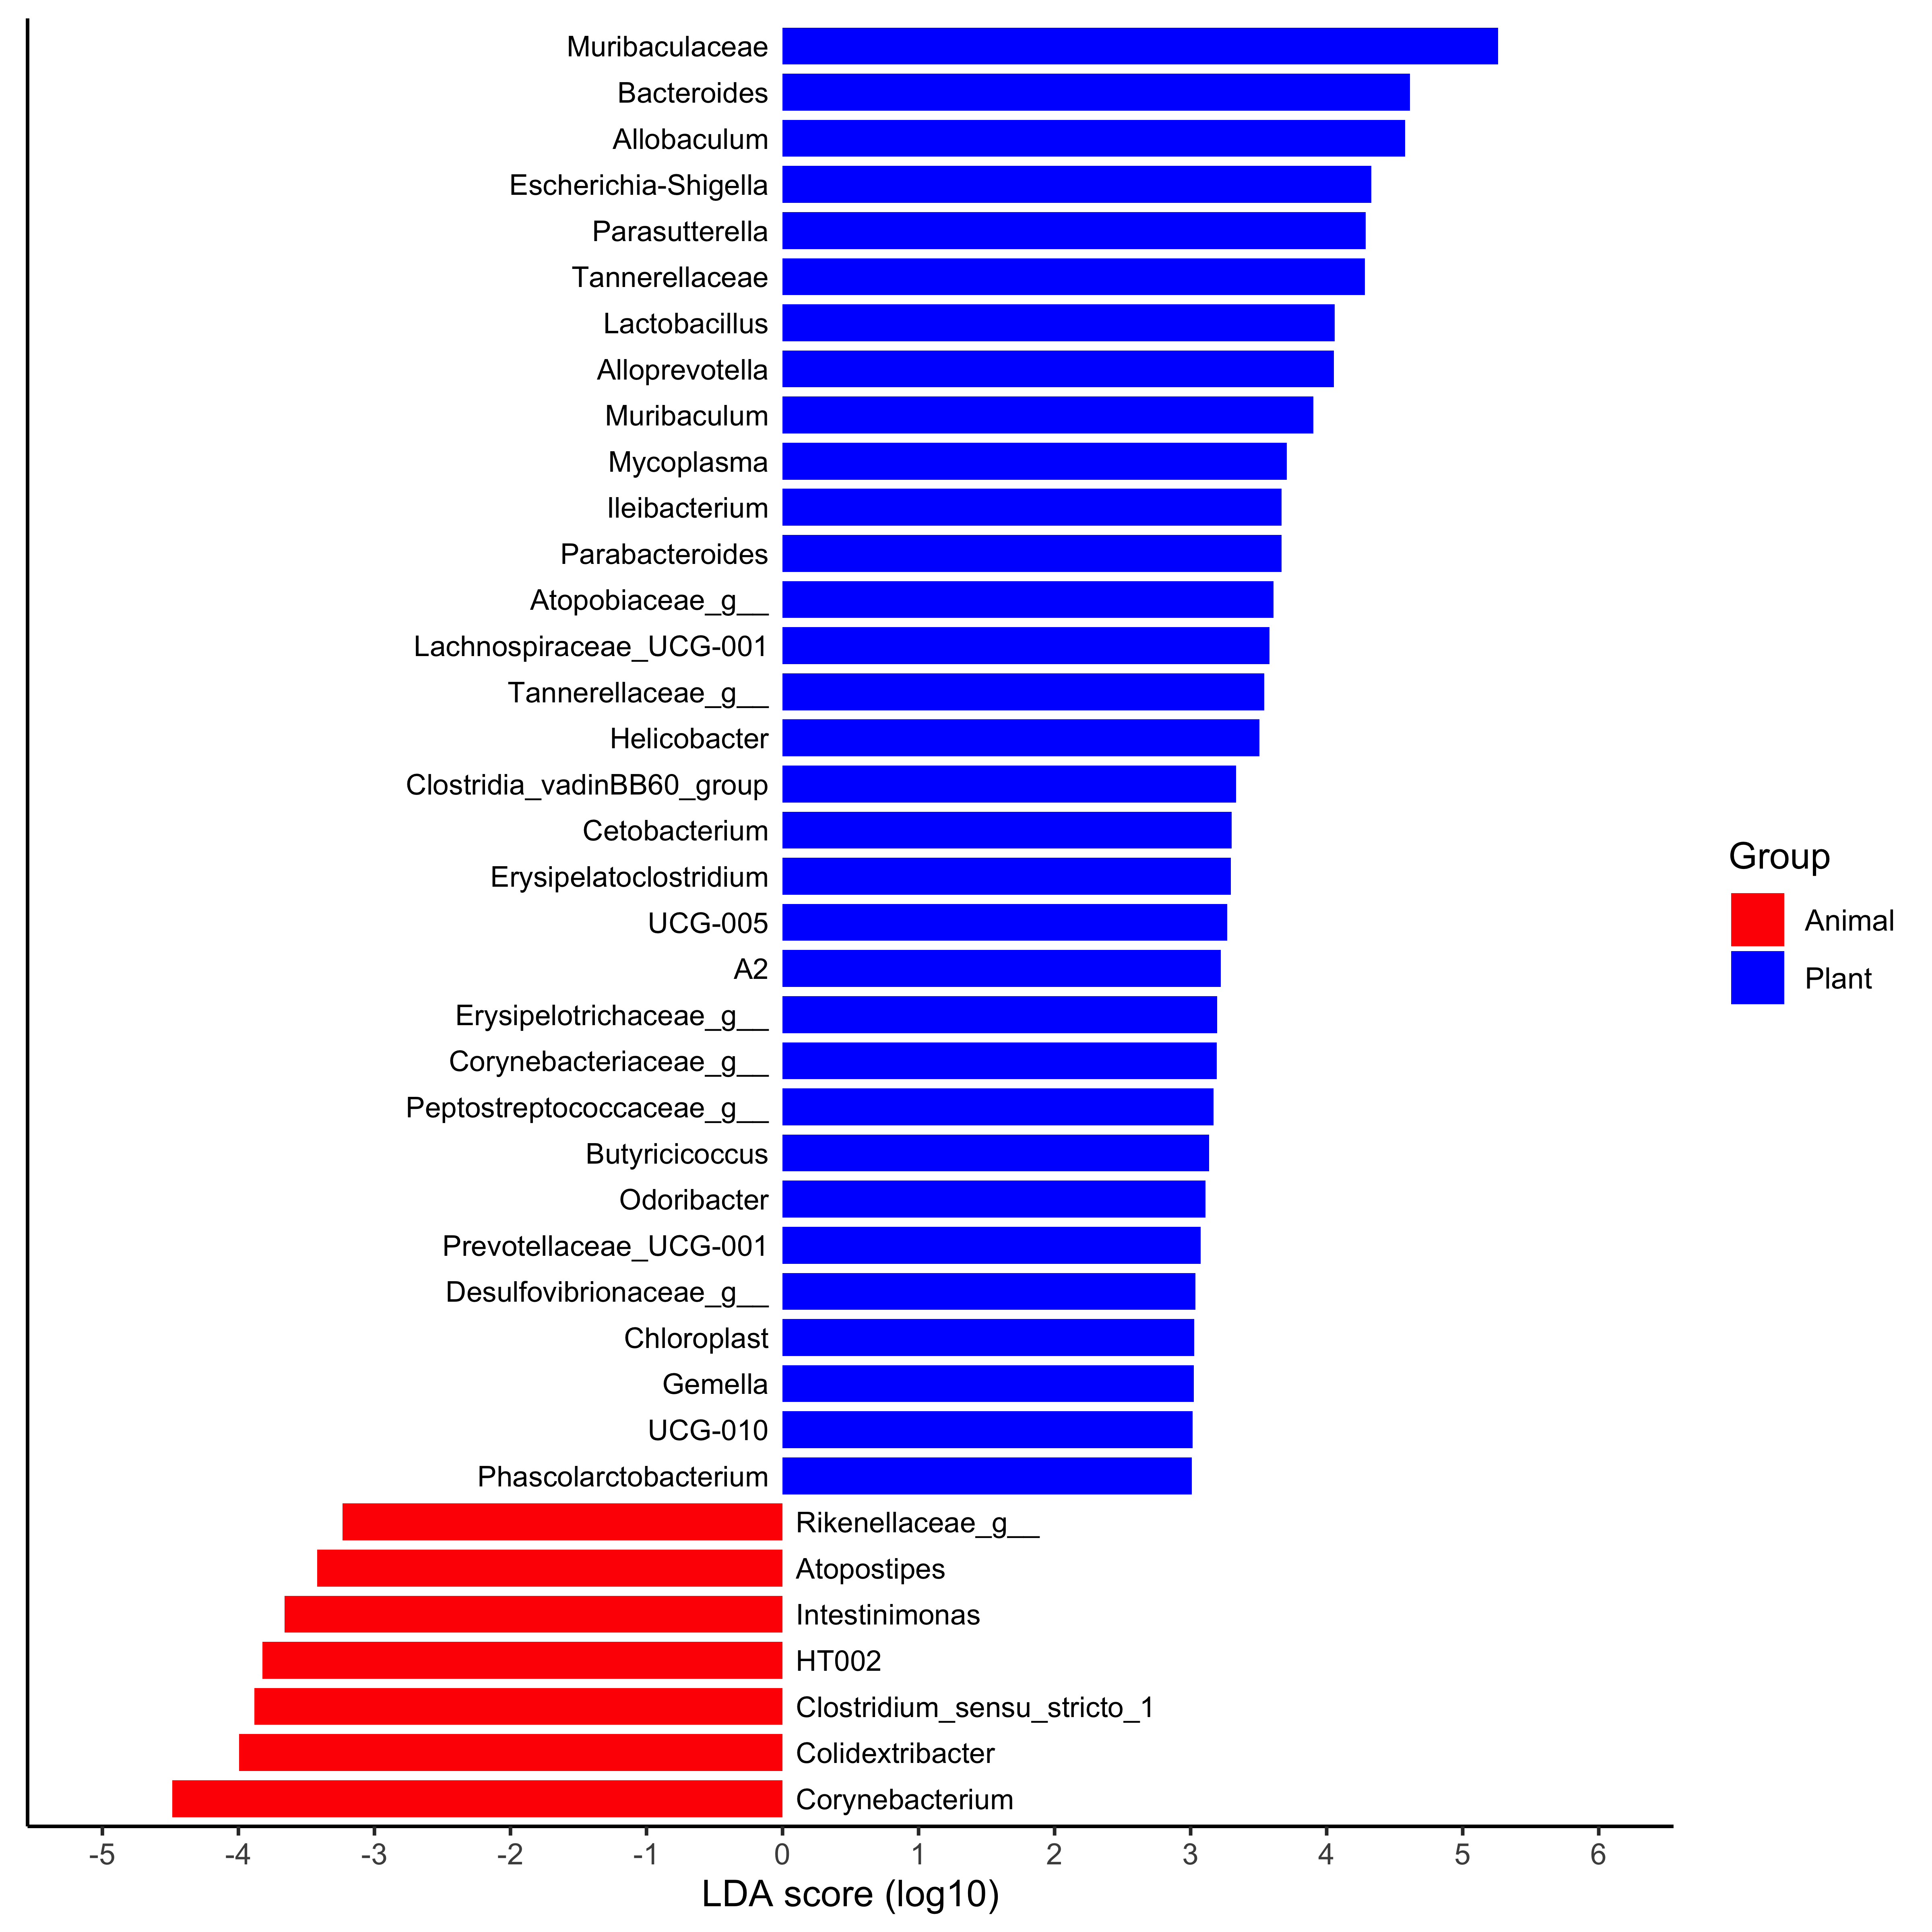 Muribaculaceae
Bacteroides
Allobaculum
Escherichia-Shigella
Parasutterella
Tannerellaceae
Lactobacillus
Alloprevotella
Muribaculum
Mycoplasma
Ileibacterium
Parabacteroides
Atopobiaceae_g__
Lachnospiraceae_UCG-001
Tannerellaceae_g__
Helicobacter
Clostridia_vadinBB60_group
Cetobacterium
Erysipelatoclostridium
UCG-005
A2
Erysipelotrichaceae_g__
Corynebacteriaceae_g__
Peptostreptococcaceae_g__
Butyricicoccus
Odoribacter
Prevotellaceae_UCG-001
Desulfovibrionaceae_g__
Chloroplast
Gemella
UCG-010
Phascolarctobacterium
Rikenellaceae_g__
Atopostipes
Intestinimonas
HT002
Clostridium_sensu_stricto_1
Colidextribacter
Corynebacterium
-5 -4 -3 -2 -1 0 1 2 3 4 5 6
LDA score (log10)
Group
Animal
Plant